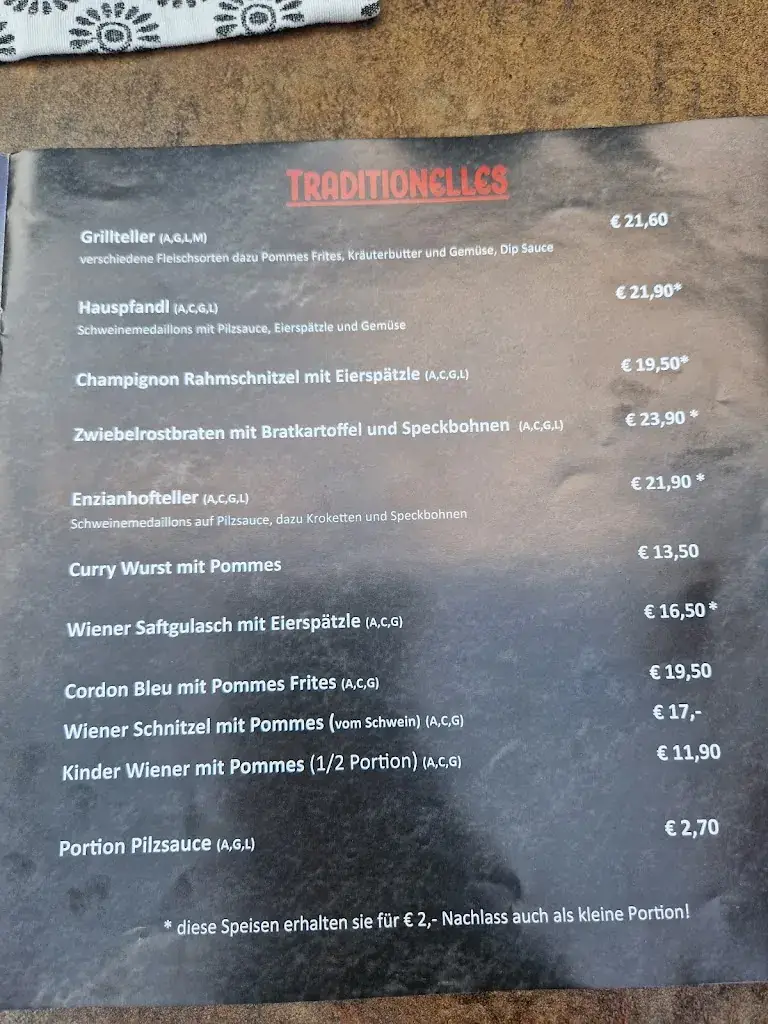 TRADITIONELLES
Grillteller (A,G,L,M) € 21,60
verschiedene Fleischsorten dazu Pommes Frites, Kräuterbutter und Gemüse, Dip Sauce
Hauspfandl (A,C,G,L) € 21,90*
Schweinemedaillons mit Pilzsauce, Eierspätzle und Gemüse
Champignon Rahmschnitzel mit Eierspätzle (A,C,G,L) € 19,50*
Zwiebelrostbraten mit Bratkartoffel und Speckbohnen (A,C,G,L) € 23,90 *
Enzianhofteller (A,C,G,L) € 21,90 *
Schweinemedaillons auf Pilzsauce, dazu Kroketten und Speckbohnen
Curry Wurst mit Pommes € 13,50
Wiener Saftgulasch mit Eierspätzle (A,C,G) € 16,50 *
Cordon Bleu mit Pommes Frites (A,C,G) € 19,50
Wiener Schnitzel mit Pommes (vom Schwein) (A,C,G) € 17,-
Kinder Wiener mit Pommes (1/2 Portion) (A,C,G) € 11,90
Portion Pilzsauce (A,G,L) € 2,70
* diese Speisen erhalten sie für € 2,- Nachlass auch als kleine Portion!